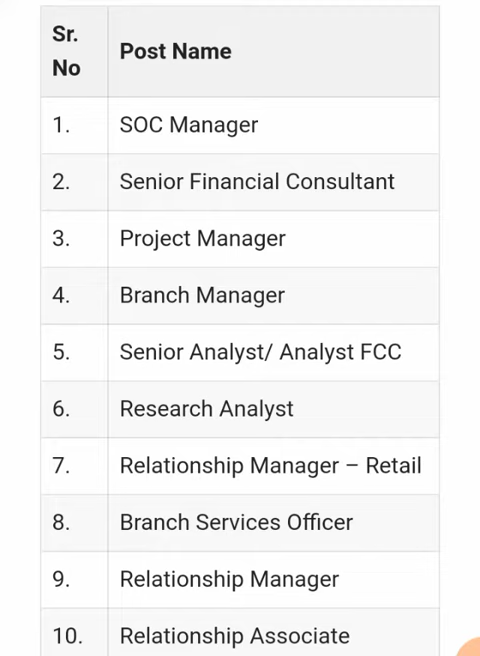 Sr.
No
Post Name
1. SOC Manager
2. Senior Financial Consultant
3. Project Manager
4. Branch Manager
5. Senior Analyst/ Analyst FCC
6. Research Analyst
7. Relationship Manager – Retail
8. Branch Services Officer
9. Relationship Manager
10. Relationship Associate